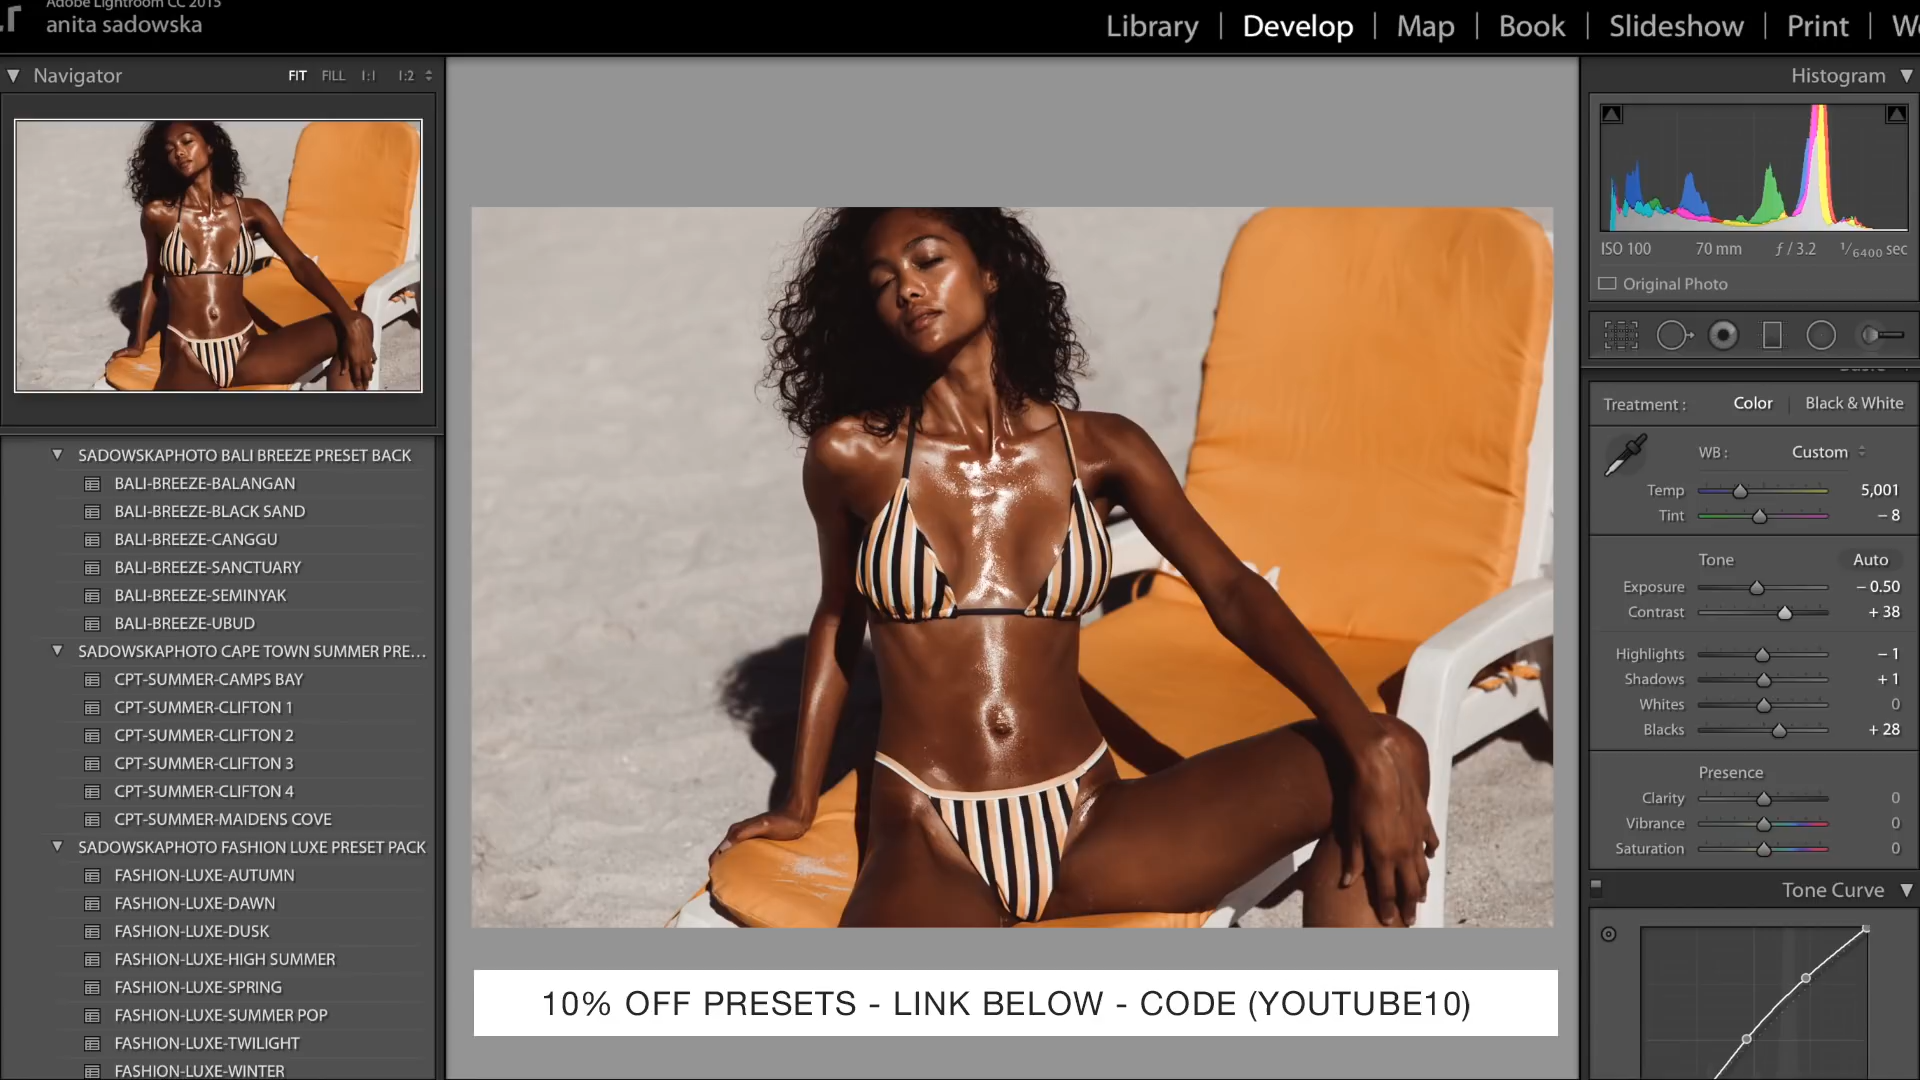 Adobe Lightroom CC 2015
anita sadowska
Library | Develop | Map | Book | Slideshow | Print |
Navigator FIT FILL 1:1 1:2
Histogram
ISO 100 70 mm ƒ / 3.2 1/6400 sec
Original Photo
Basic
Treatment : Color Black & White
WB : Custom
Temp 5,001
Tint – 8
Tone Auto
Exposure – 0.50
Contrast + 38
Highlights – 1
Shadows + 1
Whites 0
Blacks + 28
Presence
Clarity 0
Vibrance 0
Saturation 0
Tone Curve
SADOWSKAPHOTO BALI BREEZE PRESET BACK
BALI-BREEZE-BALANGAN
BALI-BREEZE-BLACK SAND
BALI-BREEZE-CANGGU
BALI-BREEZE-SANCTUARY
BALI-BREEZE-SEMINYAK
BALI-BREEZE-UBUD
SADOWSKAPHOTO CAPE TOWN SUMMER PRE...
CPT-SUMMER-CAMPS BAY
CPT-SUMMER-CLIFTON 1
CPT-SUMMER-CLIFTON 2
CPT-SUMMER-CLIFTON 3
CPT-SUMMER-CLIFTON 4
CPT-SUMMER-MAIDENS COVE
SADOWSKAPHOTO FASHION LUXE PRESET PACK
FASHION-LUXE-AUTUMN
FASHION-LUXE-DAWN
FASHION-LUXE-DUSK
FASHION-LUXE-HIGH SUMMER
FASHION-LUXE-SPRING
FASHION-LUXE-SUMMER POP
FASHION-LUXE-TWILIGHT
FASHION-LUXE-WINTER
10% OFF PRESETS - LINK BELOW - CODE (YOUTUBE10)